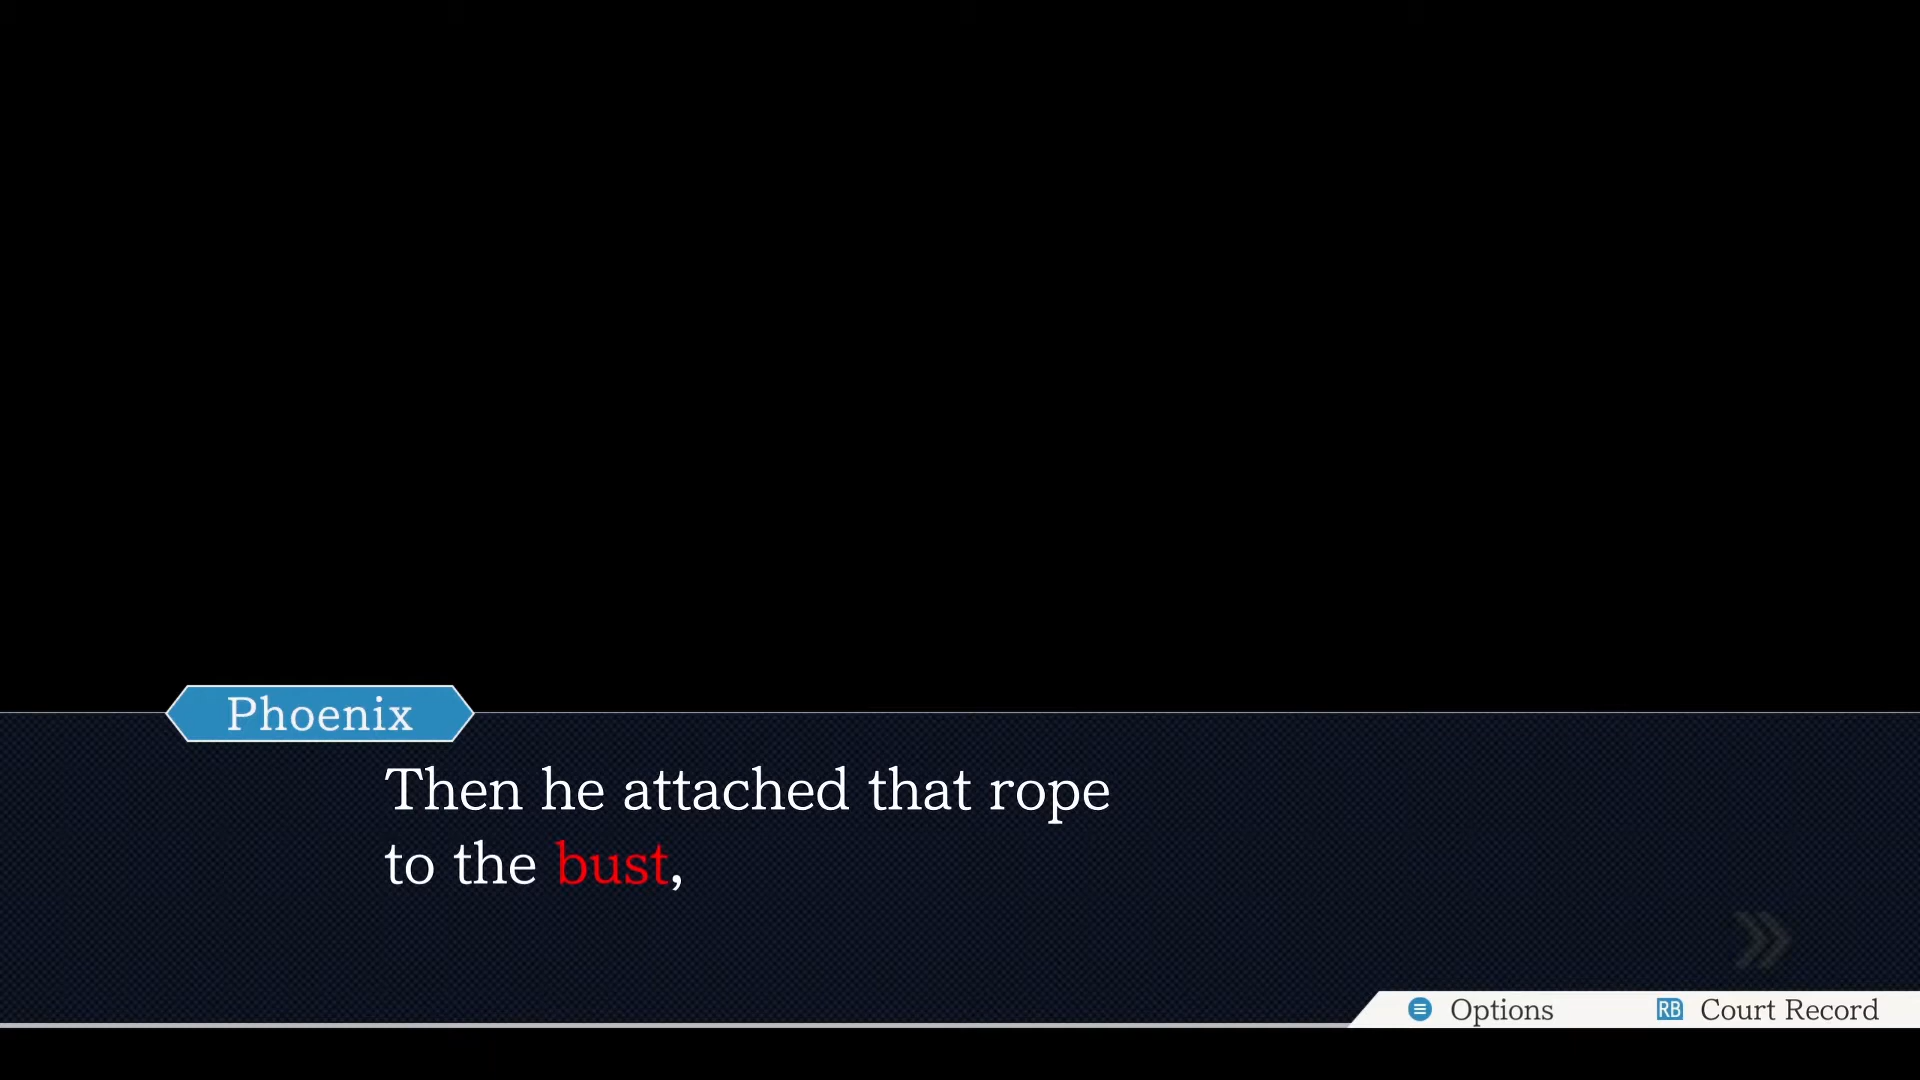 Phoenix
Then he attached that rope
to the bust,
Options
RB Court Record